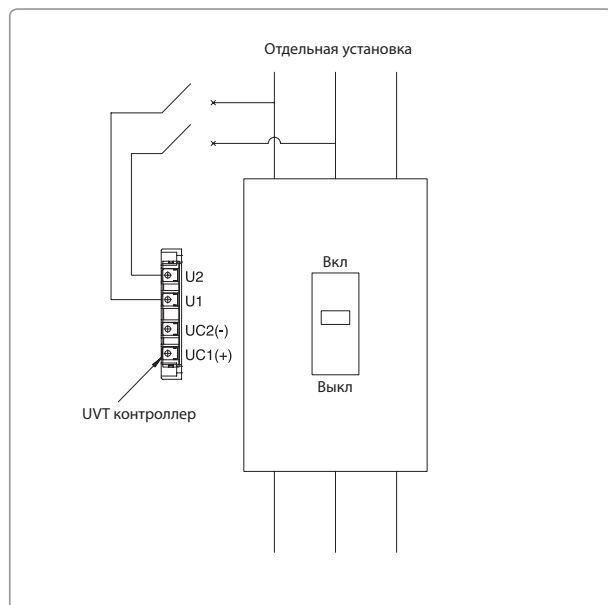 Отдельная установка
Вкл
U2
U1
UC2(-)
UC1(+)
Выкл
UVT контроллер